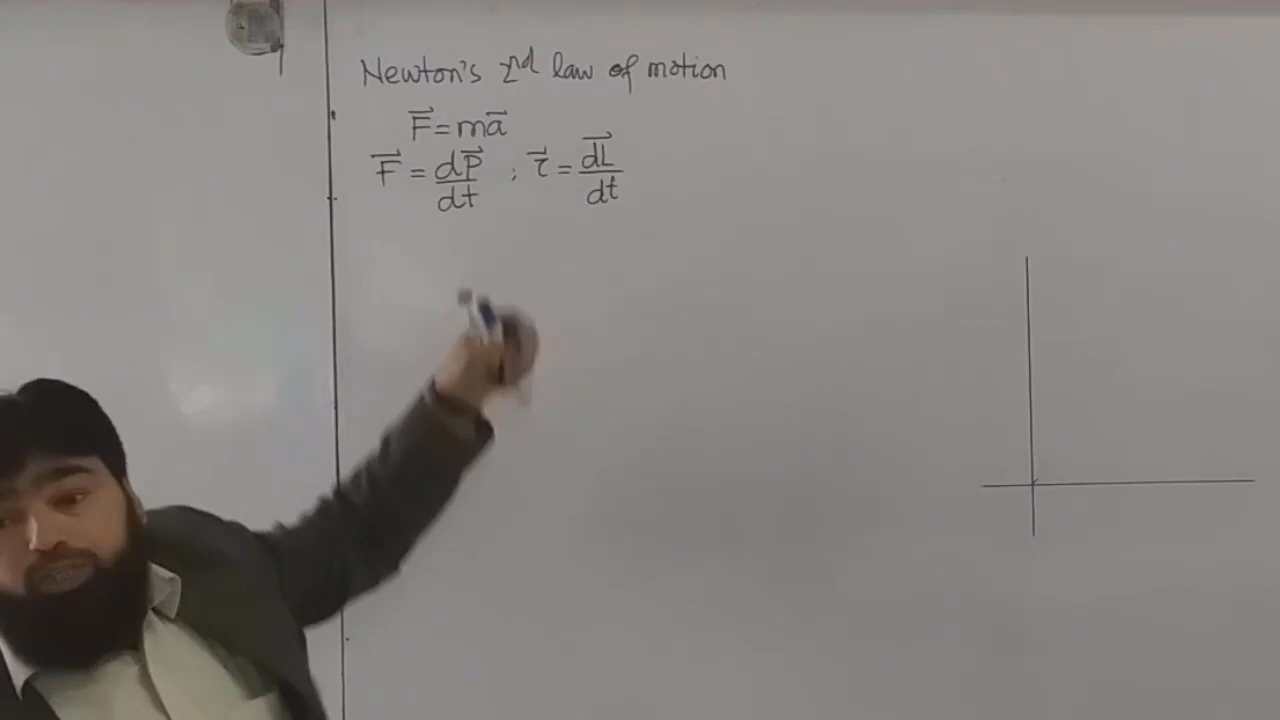 Newton's 2nd law of motion
F⃗ = ma⃗
F⃗ = dP⃗/dt ; τ⃗ = dL⃗/dt